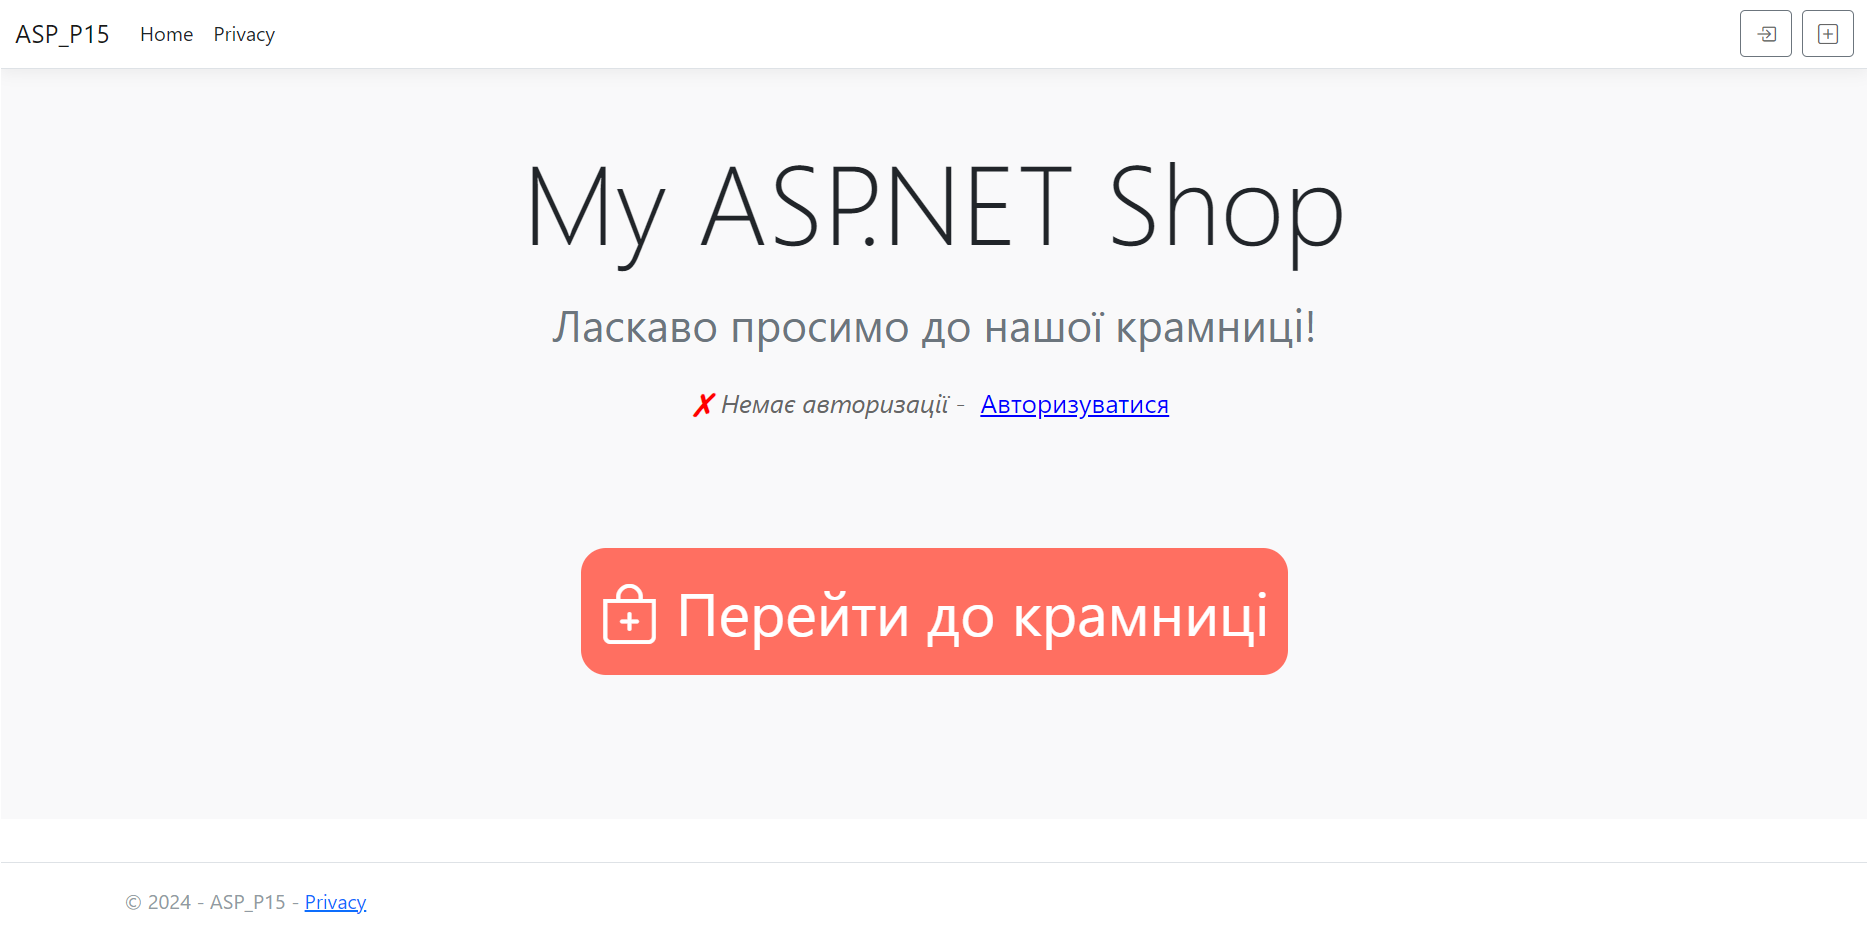 ASP_P15 Home Privacy
My ASP.NET Shop
Ласкаво просимо до нашої крамниці!
✗ Немає авторизації - Авторизуватися
Перейти до крамниці
© 2024 - ASP_P15 - Privacy